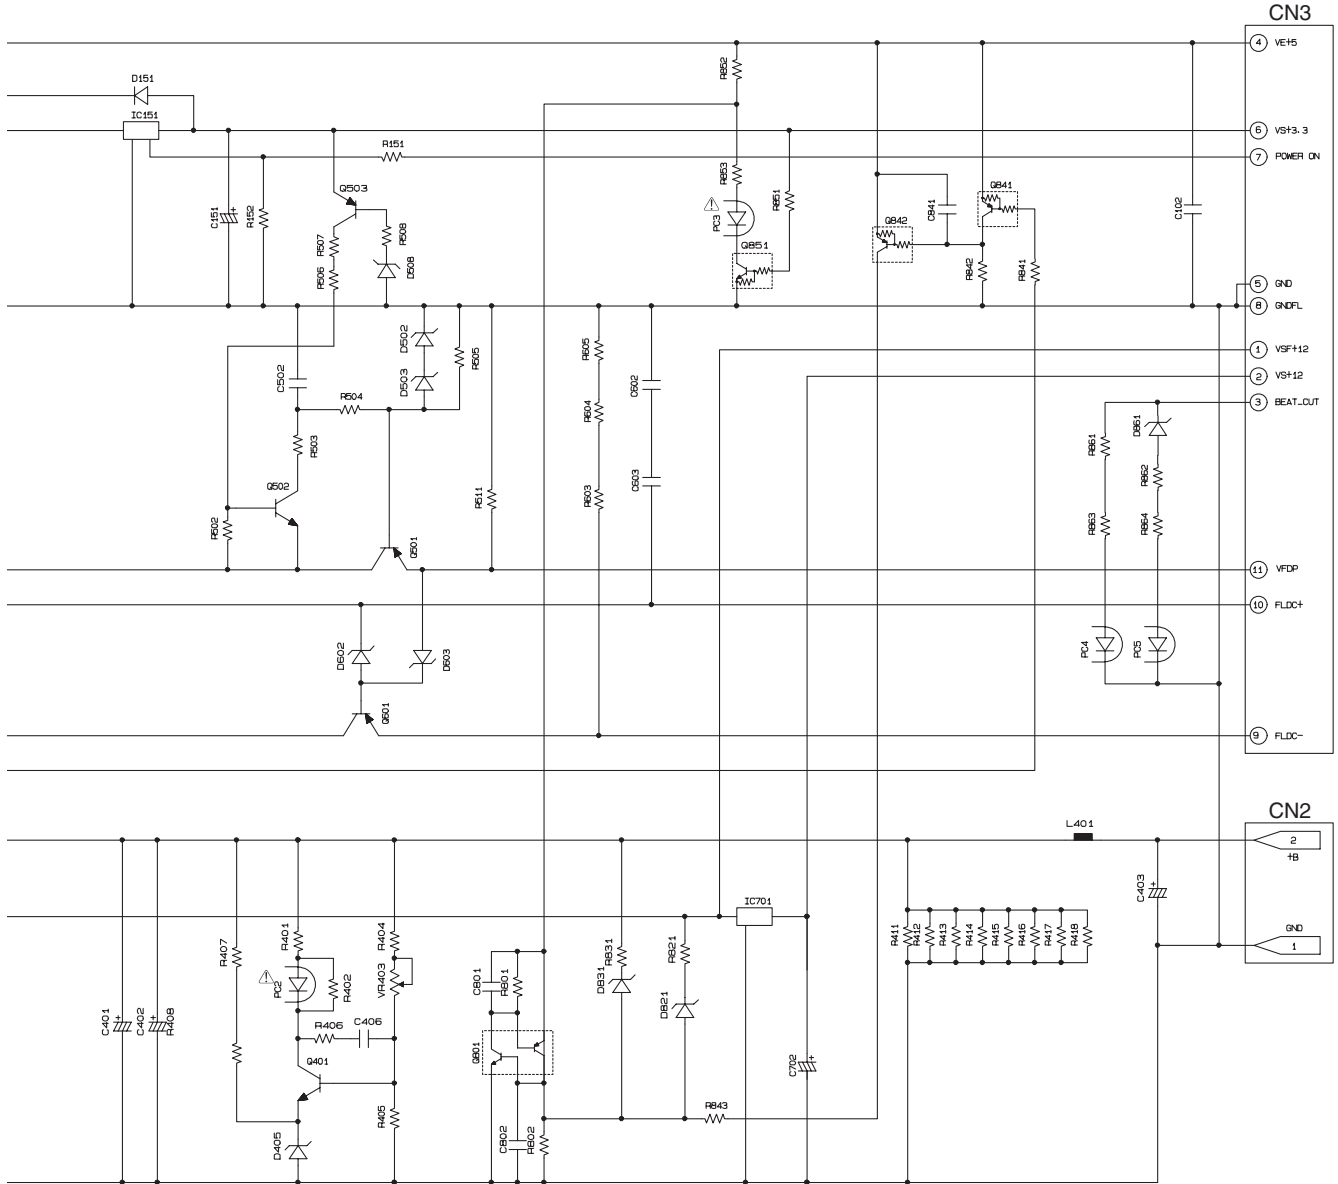 CN3
4 VE+5
R852
D151
IC151
6 VS+3.3
R151
7 POWER ON
Q503
R853
R851
Q841
C151
R152
PC3
Q842
C841
C102
R507
R508
Q851
R506
D508
R842
R841
5 GND
8 GNDFL
D502
R505
R605
1 VSF+12
C502
D503
C602
2 VS+12
R504
R604
3 BEAT_CUT
D861
R503
R861
Q502
C603
R862
R511
R603
R502
R863
R864
Q501
11 VFDP
10 FLDC+
D602
D603
PC4
PC5
Q601
9 FLDC-
CN2
L401
2
+B
C403
IC701
R407
R401
R404
R411
R412
R413
R414
R415
R416
R417
R418
GND
1
PC2
R402
VR403
C801
R801
D831
R831
R821
D821
C401
C402
R408
R406
C406
Q401
Q801
C702
R405
R843
D405
C802
R802